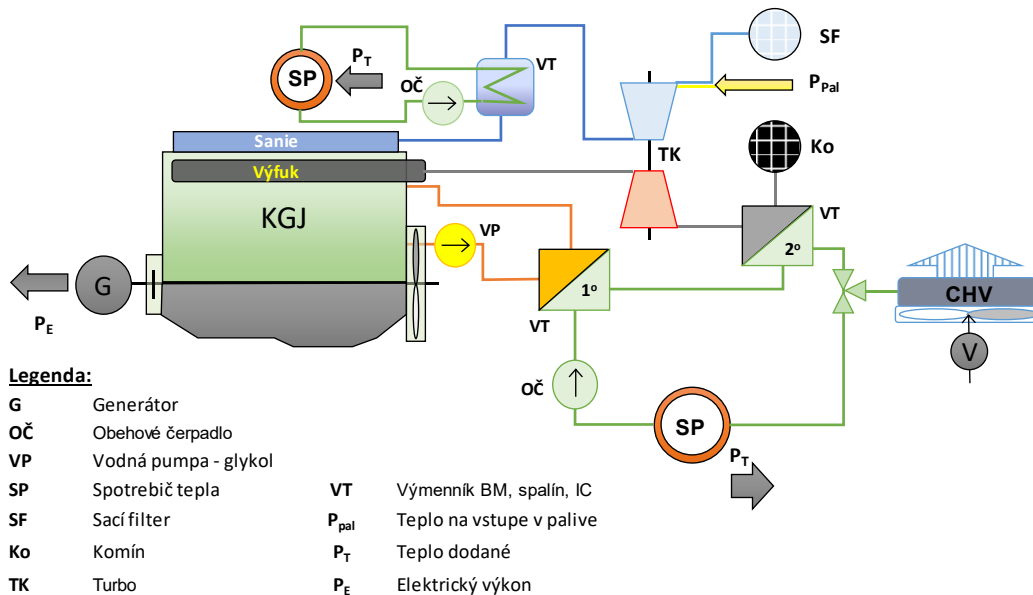 SF
P_T
SP
VT
OČ
P_Pal
Sanie
TK
Ko
Výfuk
KGJ
VT
VP
2º
G
1º
CHV
P_E
VT
V
OČ
SP
P_T
Legenda:
G Generátor
OČ Obehové čerpadlo
VP Vodná pumpa - glykol
SP Spotrebič tepla
VT Výmenník BM, spalín, IC
SF Sací filter
P_pal Teplo na vstupe v palive
Ko Komín
P_T Teplo dodané
TK Turbo
P_E Elektrický výkon